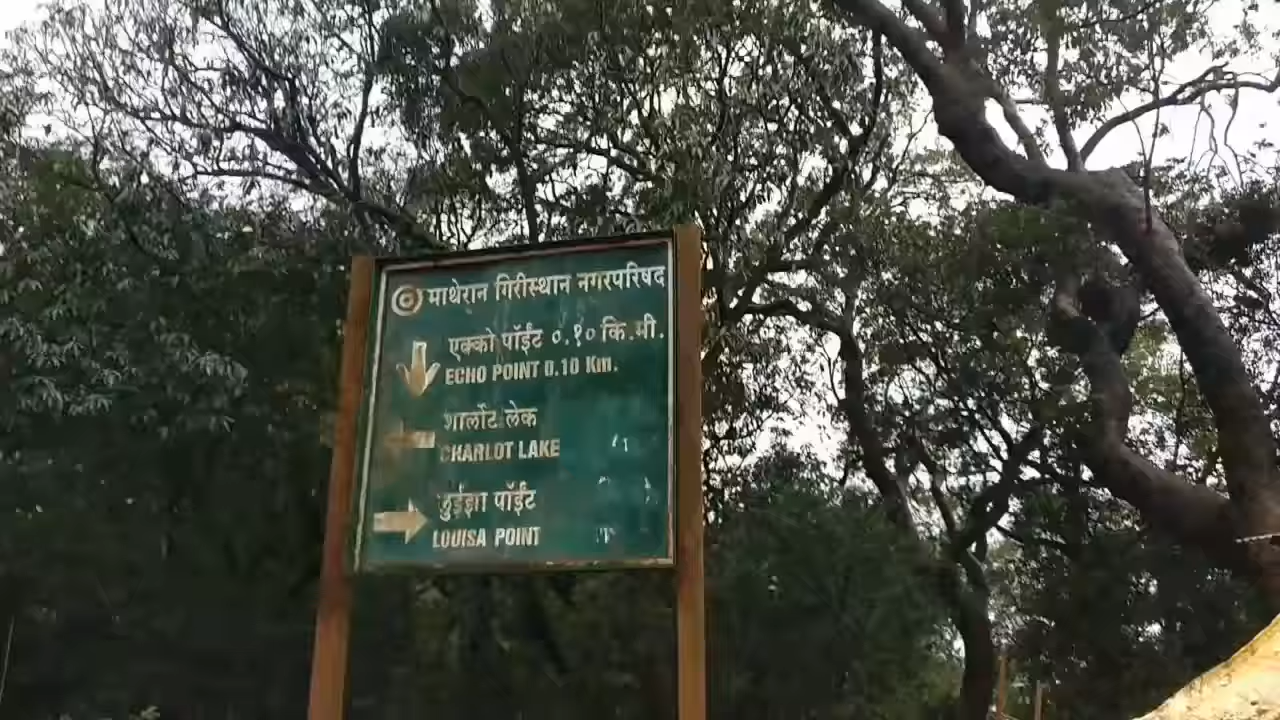 माथेरान गिरीस्थान नगरपरिषद
एक्को पॉईंट ०.१० कि.मी.
ECHO POINT 0.10 Km.
शार्लोट लेक
CHARLOT LAKE
लुईझा पॉईंट
LOUISA POINT